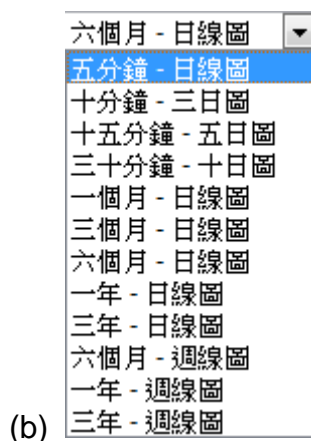 六個月 - 日線圖
五分鐘 - 日線圖
十分鐘 - 三日圖
十五分鐘 - 五日圖
三十分鐘 - 十日圖
一個月 - 日線圖
三個月 - 日線圖
六個月 - 日線圖
一年 - 日線圖
三年 - 日線圖
六個月 - 週線圖
一年 - 週線圖
(b) 三年 - 週線圖